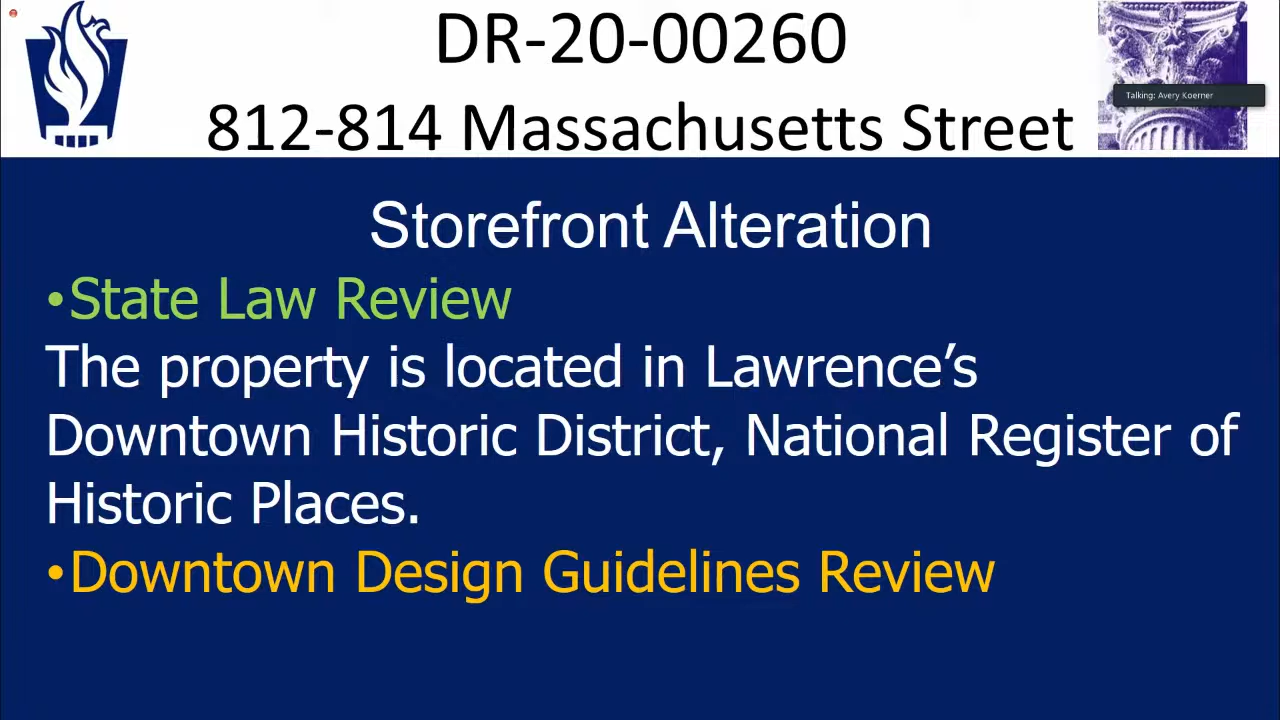 DR-20-00260
812-814 Massachusetts Street
Talking: Avery Koerner
Storefront Alteration
•State Law Review
The property is located in Lawrence’s
Downtown Historic District, National Register of
Historic Places.
•Downtown Design Guidelines Review